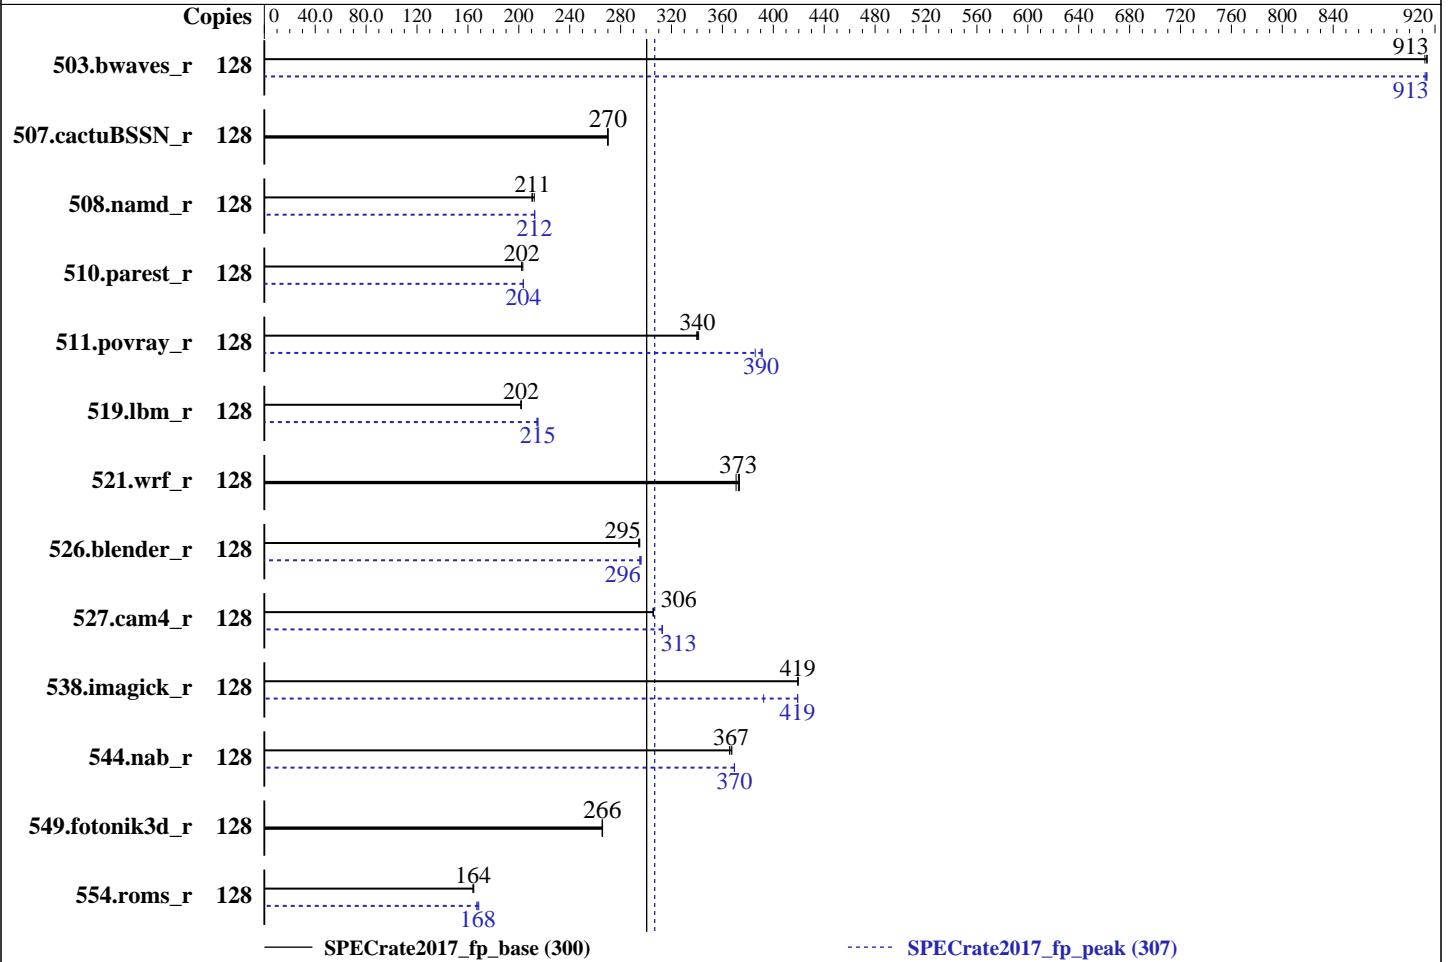 Copies 0 40.0 80.0 120 160 200 240 280 320 360 400 440 480 520 560 600 640 680 720 760 800 840 920
913
503.bwaves_r 128
913
270
507.cactuBSSN_r 128
211
508.namd_r 128
212
202
510.parest_r 128
204
340
511.povray_r 128
390
202
519.lbm_r 128
215
373
521.wrf_r 128
295
526.blender_r 128
296
306
527.cam4_r 128
313
419
538.imagick_r 128
419
367
544.nab_r 128
370
266
549.fotonik3d_r 128
164
554.roms_r 128
168
SPECrate2017_fp_base (300) SPECrate2017_fp_peak (307)